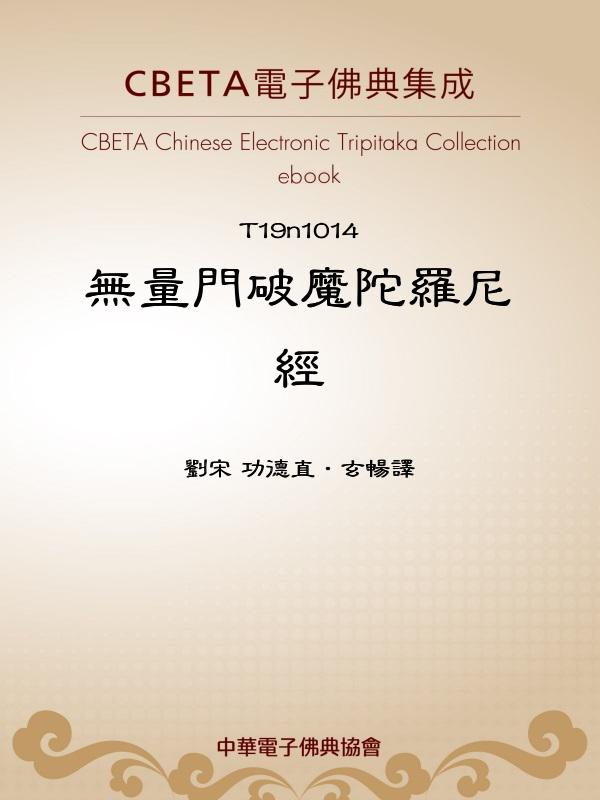 CBETA電子佛典集成
CBETA Chinese Electronic Tripitaka Collection
ebook
T19n1014
無量門破魔陀羅尼
經
劉宋 功德直．玄暢譯
中華電子佛典協會